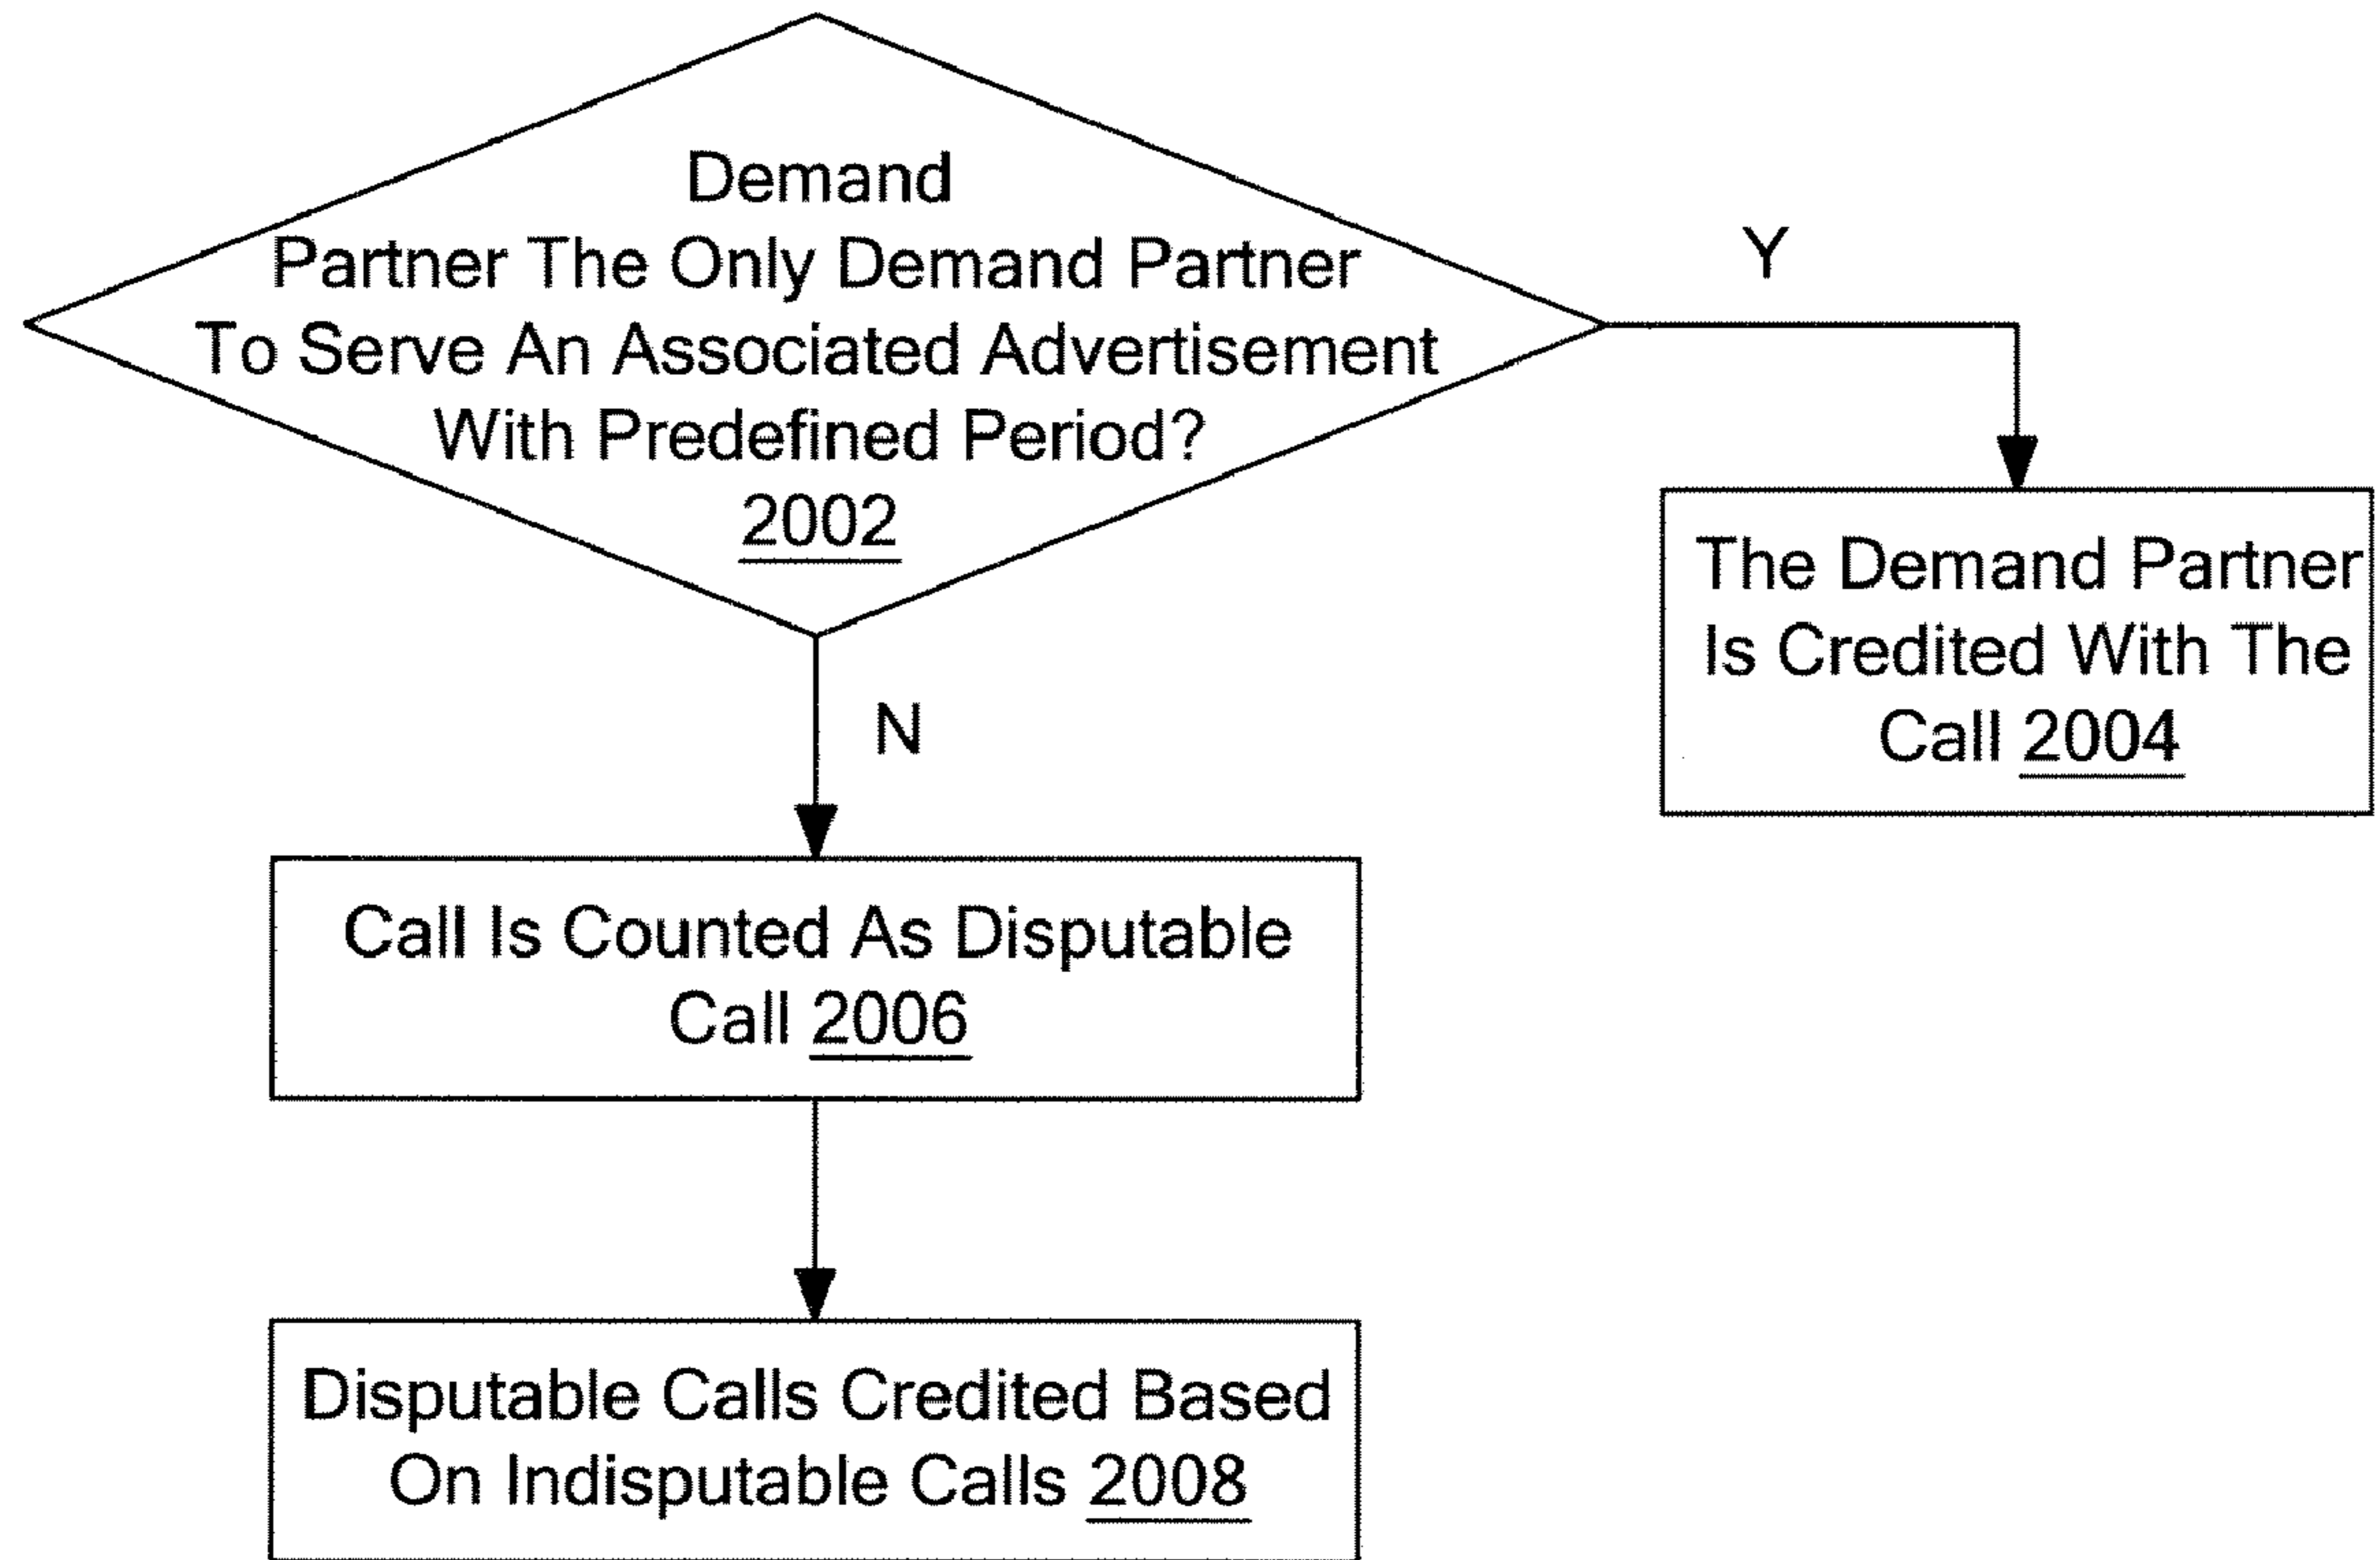 Demand
Partner The Only Demand Partner
To Serve An Associated Advertisement
With Predefined Period?
2002
Y
The Demand Partner
Is Credited With The
Call 2004
N
Call Is Counted As Disputable
Call 2006
Disputable Calls Credited Based
On Indisputable Calls 2008